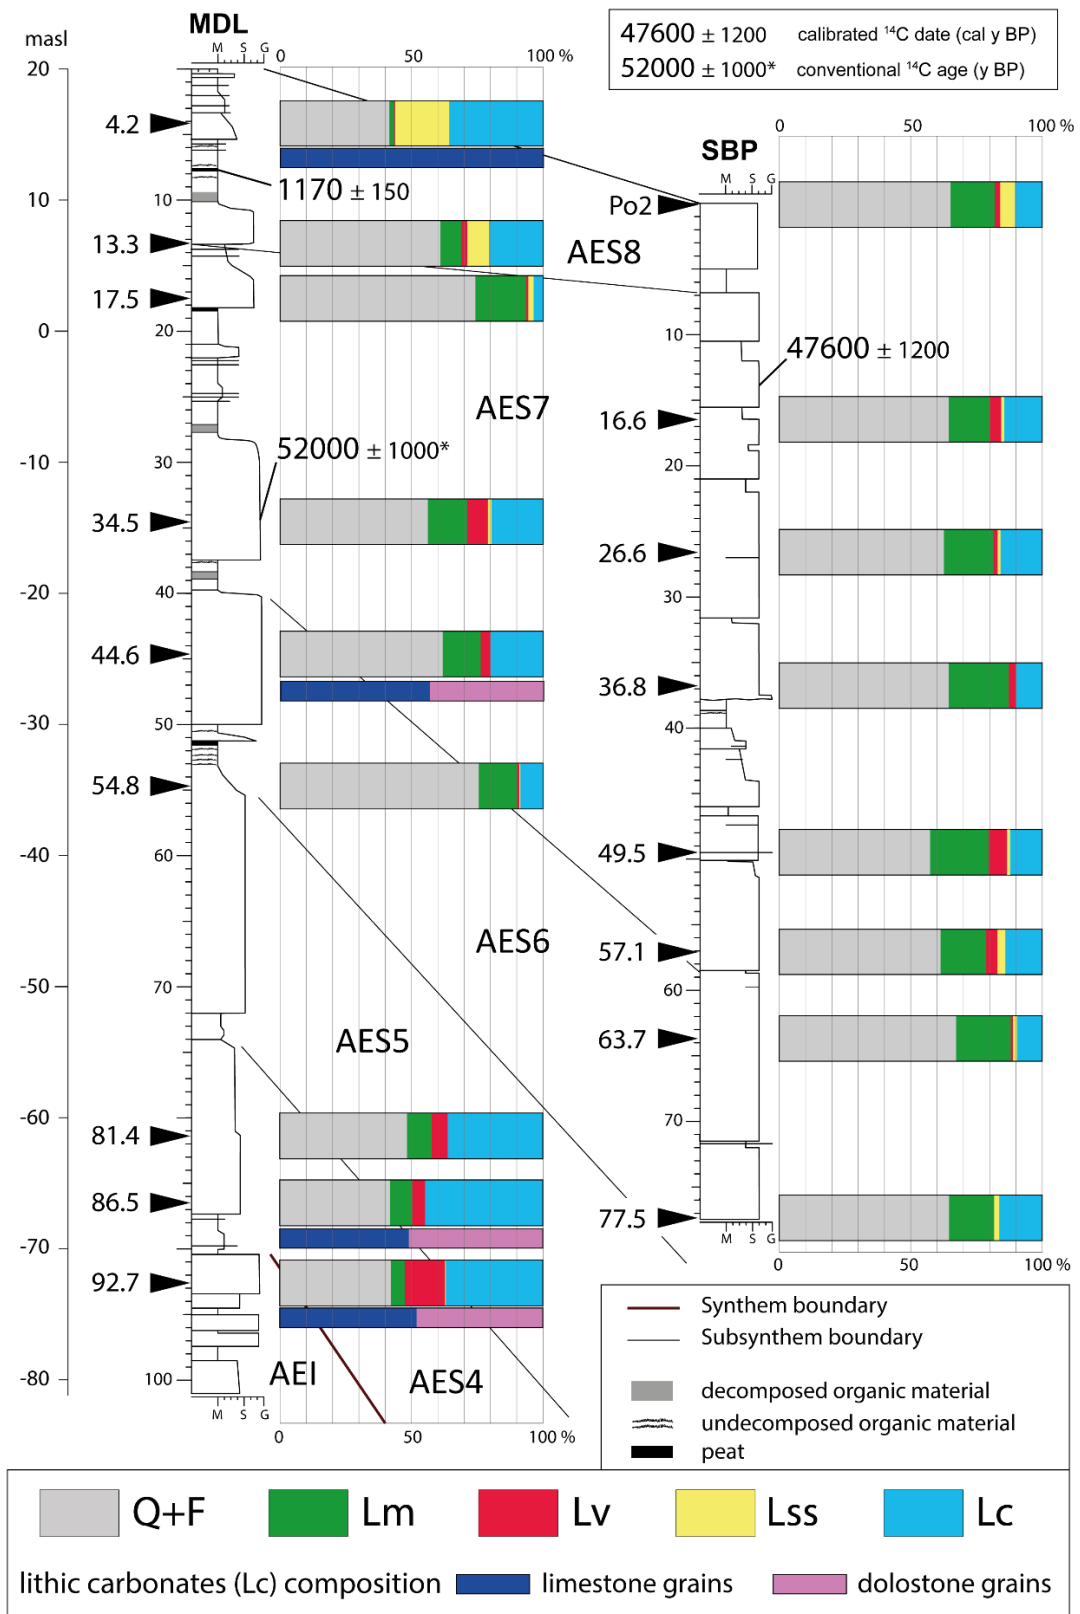 masl
MDL
M S G
0 50 100 %
47600 ± 1200 calibrated ¹⁴C date (cal y BP)
52000 ± 1000* conventional ¹⁴C age (y BP)
20
10
0
-10
-20
-30
-40
-50
-60
-70
-80
4.2
13.3
17.5
34.5
44.6
54.8
81.4
86.5
92.7
10
20
30
40
50
60
70
100
M S G
1170 ± 150
52000 ± 1000*
AES8
AES7
AES6
AES5
AES4
AEI
0 50 100 %
0 50 100 %
SBP
M S G
Po2
16.6
26.6
36.8
49.5
57.1
63.7
77.5
10
20
30
40
60
70
47600 ± 1200
M S G
0 50 100 %
Synthem boundary
Subsynthem boundary
decomposed organic material
undecomposed organic material
peat
Q+F Lm Lv Lss Lc
lithic carbonates (Lc) composition limestone grains dolostone grains